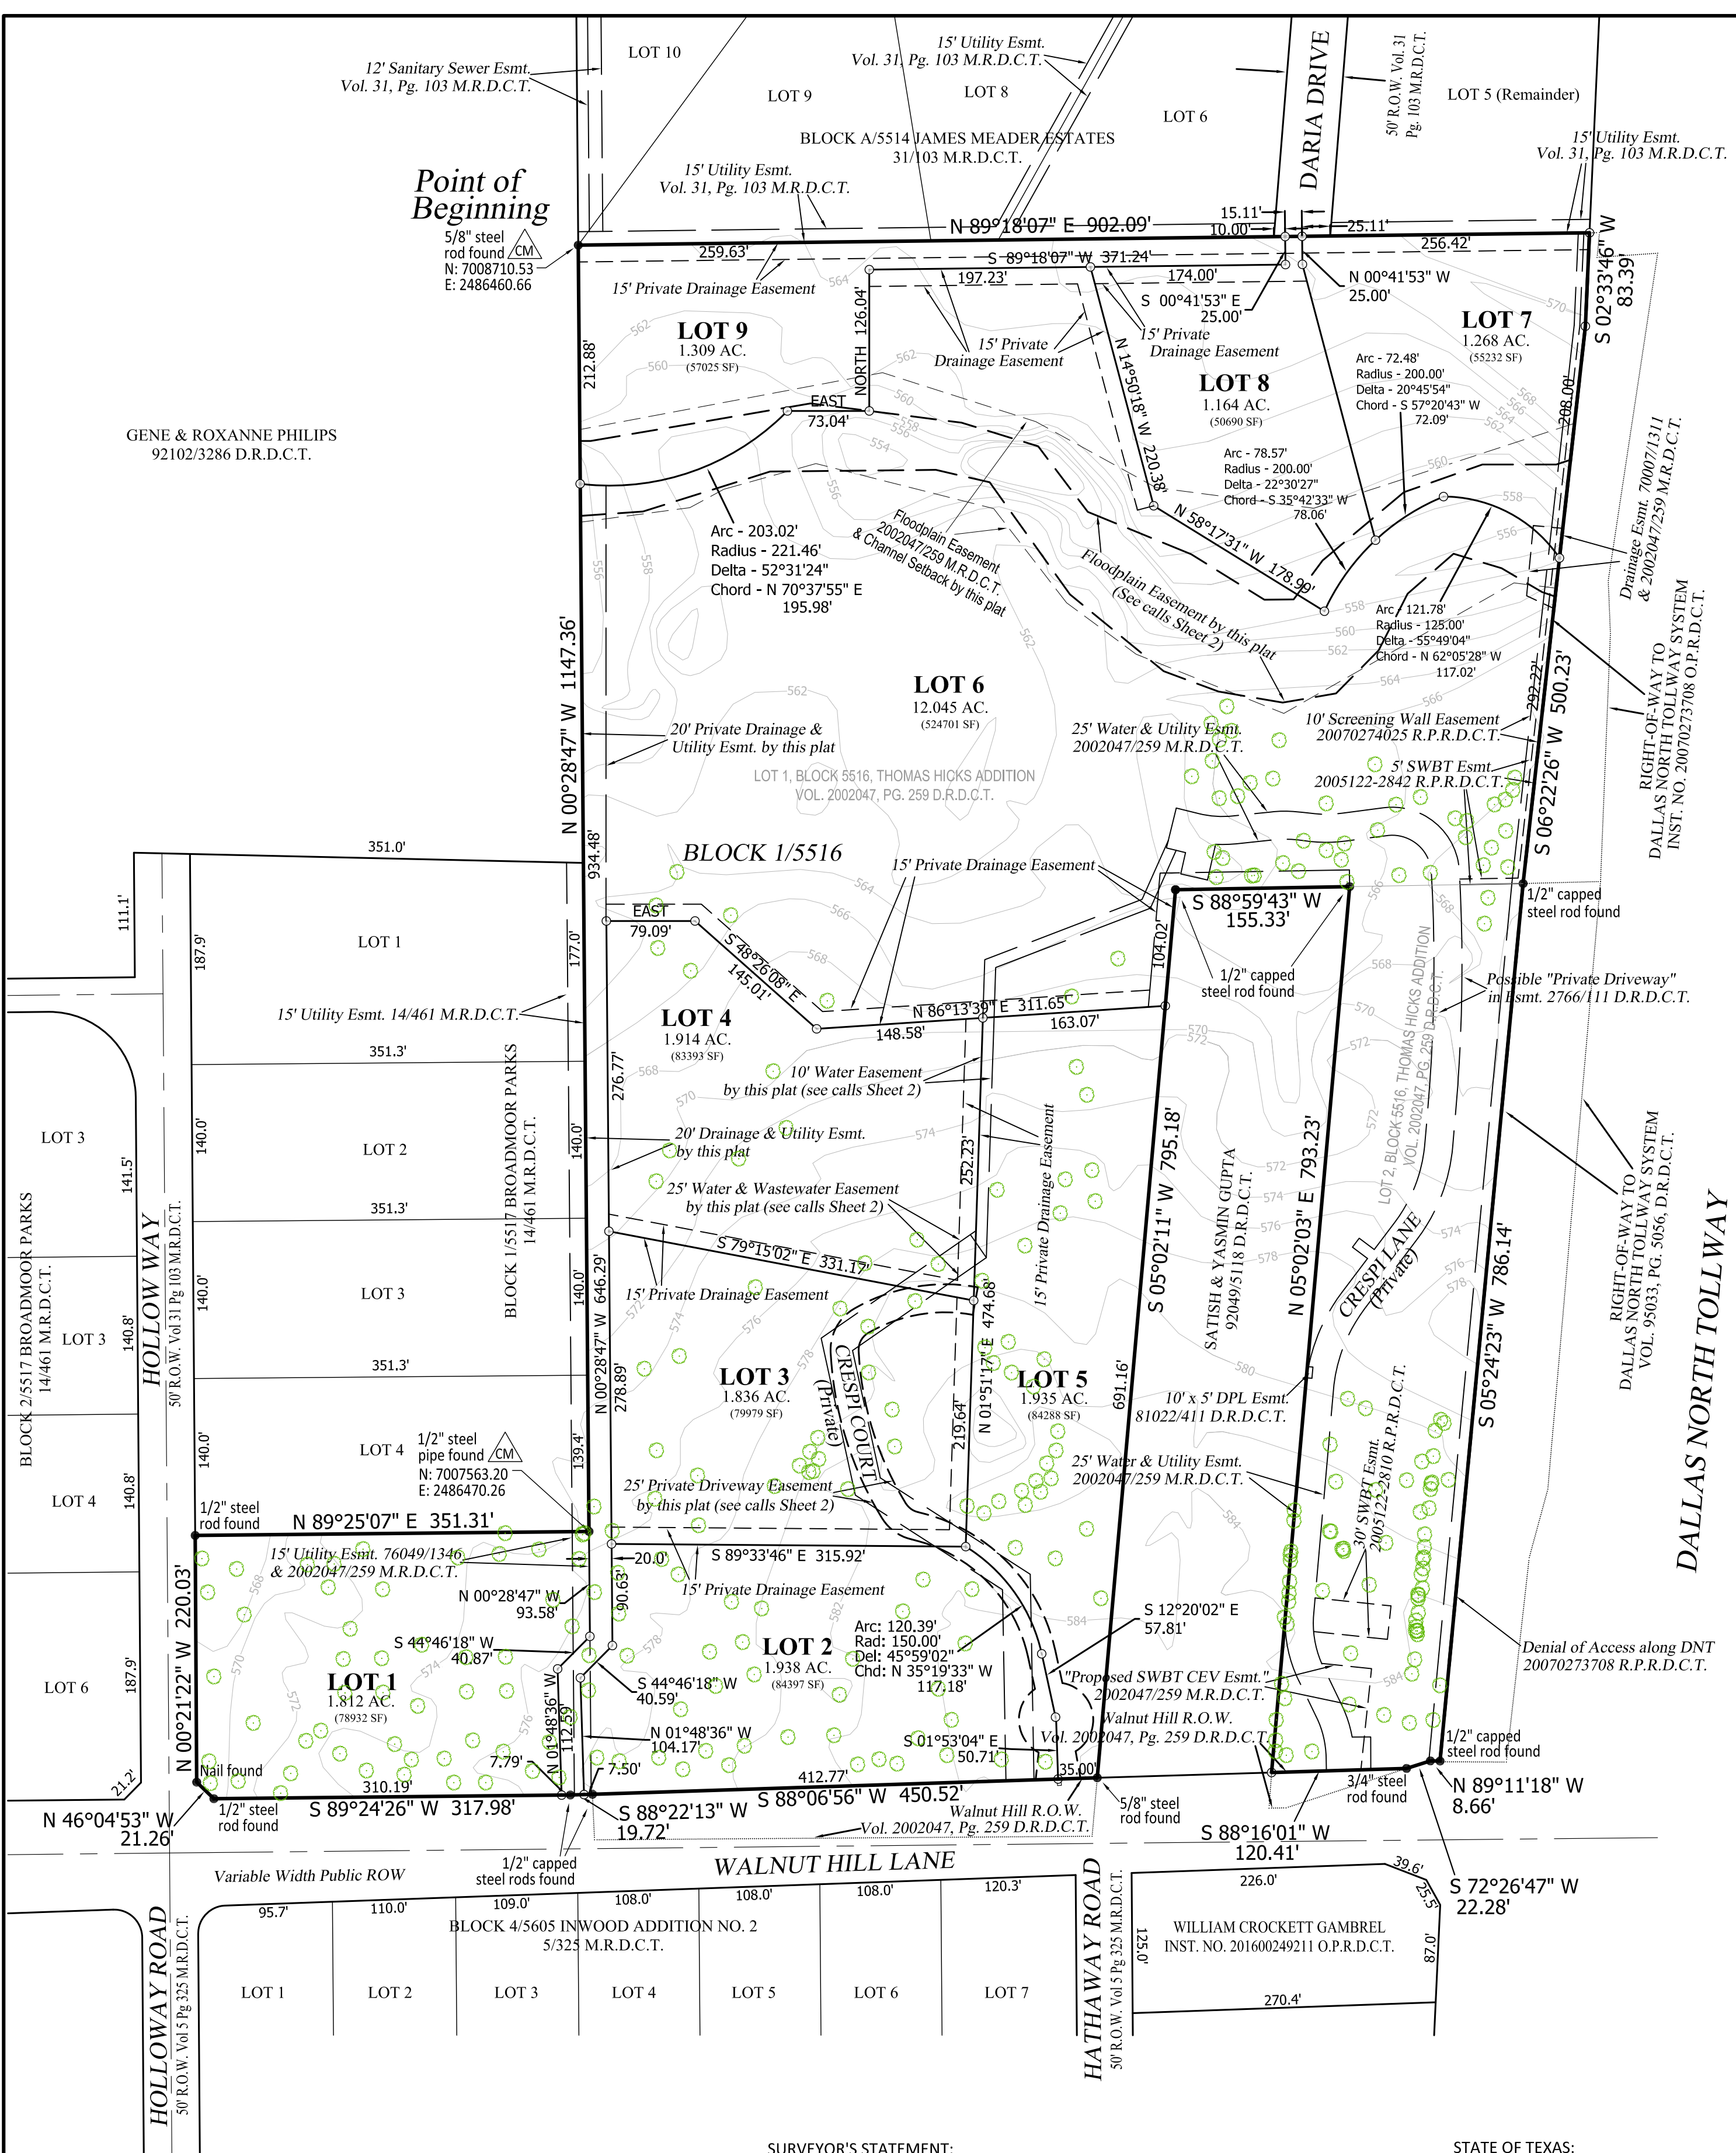 12' Sanitary Sewer Esmt.
Vol. 31, Pg. 103 M.R.D.C.T.
LOT 10
15' Utility Esmt.
Vol. 31, Pg. 103 M.R.D.C.T.
LOT 9
LOT 8
LOT 6
BLOCK A/5514 JAMES MEADER ESTATES
31/103 M.R.D.C.T.
DARIA DRIVE
50' R.O.W. Vol. 31
Pg. 103 M.R.D.C.T.
LOT 5 (Remainder)
15' Utility Esmt.
Vol. 31, Pg. 103 M.R.D.C.T.
15' Utility Esmt.
Vol. 31, Pg. 103 M.R.D.C.T.
Point of
Beginning
5/8" steel
rod found
CM
N: 7008710.53
E: 2486460.66
N 89°18'07" E 902.09'
259.63'
15.11'
10.00'
25.11'
256.42'
S 89°18'07" W 371.24'
197.23'
174.00'
S 00°41'53" E
25.00'
N 00°41'53" W
25.00'
S 02°33'46" W
83.39'
15' Private Drainage Easement
15' Private
Drainage Easement
15' Private
Drainage Easement
LOT 9
1.309 AC.
(57025 SF)
212.88'
NORTH 126.04'
EAST
73.04'
N 14°50'18" W 220.38'
LOT 8
1.164 AC.
(50690 SF)
LOT 7
1.268 AC.
(55232 SF)
Arc - 72.48'
Radius - 200.00'
Delta - 20°45'54"
Chord - S 57°20'43" W
72.09'
Arc - 78.57'
Radius - 200.00'
Delta - 22°30'27"
Chord - S 35°42'33" W
78.06'
208.00'
Drainage Esmt. 70007/1311
& 2002047/259 M.R.D.C.T.
GENE & ROXANNE PHILIPS
92102/3286 D.R.D.C.T.
Arc - 203.02'
Radius - 221.46'
Delta - 52°31'24"
Chord - N 70°37'55" E
195.98'
Floodplain Easement
2002047/259 M.R.D.C.T.
& Channel Setback by this plat
Floodplain Easement by this plat
(See calls Sheet 2)
N 58°17'31" W 178.99'
Arc - 121.78'
Radius - 125.00'
Delta - 55°49'04"
Chord - N 62°05'28" W
117.02'
RIGHT-OF-WAY TO
DALLAS NORTH TOLLWAY SYSTEM
INST. NO. 20070273708 O.P.R.D.C.T.
N 00°28'47" W 1147.36'
LOT 6
12.045 AC.
(524701 SF)
292.22'
S 06°22'26" W 500.23'
20' Private Drainage &
Utility Esmt. by this plat
25' Water & Utility Esmt.
2002047/259 M.R.D.C.T.
10' Screening Wall Easement
20070274025 R.P.R.D.C.T.
5' SWBT Esmt.
2005122-2842 R.P.R.D.C.T.
LOT 1, BLOCK 5516, THOMAS HICKS ADDITION
VOL. 2002047, PG. 259 D.R.D.C.T.
BLOCK 1/5516
934.48'
15' Private Drainage Easement
S 88°59'43" W
155.33'
1/2" capped
steel rod found
1/2" capped
steel rod found
351.0'
111.1'
187.9'
LOT 1
177.0'
15' Utility Esmt. 14/461 M.R.D.C.T.
351.3'
EAST
79.09'
S 48°26'08" E
145.01'
LOT 4
1.914 AC.
(83393 SF)
N 86°13'39" E 311.65'
148.58'
163.07'
104.02'
Possible "Private Driveway"
in Esmt. 2766/111 D.R.D.C.T.
LOT 2, BLOCK 5516, THOMAS HICKS ADDITION
VOL. 2002047, PG. 259 D.R.D.C.T.
10' Water Easement
by this plat (see calls Sheet 2)
276.77'
BLOCK 1/5517 BROADMOOR PARKS
14/461 M.R.D.C.T.
LOT 3
141.5'
140.0'
LOT 2
140.0'
20' Drainage & Utility Esmt.
by this plat
25' Water & Wastewater Easement
by this plat (see calls Sheet 2)
252.23'
15' Private Drainage Easement
S 05°02'11" W 795.18'
SATISH & YASMIN GUPTA
92049/5118 D.R.D.C.T.
N 05°02'03" E 793.23'
CRESPI LANE
(Private)
S 05°24'23" W 786.14'
RIGHT-OF-WAY TO
DALLAS NORTH TOLLWAY SYSTEM
VOL. 95033, PG. 5056, D.R.D.C.T.
DALLAS NORTH TOLLWAY
BLOCK 2/5517 BROADMOOR PARKS
14/461 M.R.D.C.T.
HOLLOW WAY
50' R.O.W. Vol 31 Pg 103 M.R.D.C.T.
351.3'
LOT 3
140.8'
140.0'
LOT 3
140.0'
351.3'
S 79°15'02" E 331.17'
15' Private Drainage Easement
N 00°28'47" W 646.29'
278.89'
LOT 3
1.836 AC.
(79979 SF)
CRESPI COURT
(Private)
N 01°51'17" E 474.68'
219.64'
LOT 5
1.935 AC.
(84288 SF)
691.16'
10' x 5' DPL Esmt.
81022/411 D.R.D.C.T.
LOT 4
140.8'
140.0'
LOT 4
139.4'
1/2" steel
pipe found
CM
N: 7007563.20
E: 2486470.26
25' Private Driveway Easement
by this plat (see calls Sheet 2)
25' Water & Utility Esmt.
2002047/259 M.R.D.C.T.
30' SWBT Esmt.
2005122-2810 R.P.R.D.C.T.
1/2" steel
rod found
N 89°25'07" E 351.31'
15' Utility Esmt. 76049/1346
& 2002047/259 M.R.D.C.T.
20.0'
S 89°33'46" E 315.92'
15' Private Drainage Easement
N 00°28'47" W
93.58'
90.63'
N 00°21'22" W 220.03'
LOT 6
187.9'
S 44°46'18" W
40.87'
LOT 1
1.812 AC.
(78932 SF)
S 44°46'18" W
40.59'
LOT 2
1.938 AC.
(84397 SF)
Arc: 120.39'
Rad: 150.00'
Del: 45°59'02"
Chd: N 35°19'33" W
117.18'
S 12°20'02" E
57.81'
"Proposed SWBT CEV Esmt."
2002047/259 M.R.D.C.T.
Walnut Hill R.O.W.
Vol. 2002047, Pg. 259 D.R.D.C.T.
Denial of Access along DNT
20070273708 R.P.R.D.C.T.
N 01°48'36" W
112.59'
N 01°48'36" W
104.17'
S 01°53'04" E
50.71'
1/2" capped
steel rod found
Nail found
21.2'
7.79'
7.50'
310.19'
412.77'
35.00'
3/4" steel
rod found
N 89°11'18" W
8.66'
N 46°04'53" W
21.26'
1/2" steel
rod found
S 89°24'26" W 317.98'
S 88°22'13" W
19.72'
S 88°06'56" W 450.52'
Walnut Hill R.O.W.
Vol. 2002047, Pg. 259 D.R.D.C.T.
5/8" steel
rod found
S 88°16'01" W
120.41'
S 72°26'47" W
22.28'
Variable Width Public ROW
1/2" capped
steel rods found
WALNUT HILL LANE
95.7'
110.0'
109.0'
108.0'
108.0'
108.0'
120.3'
226.0'
39.6'
25.5'
BLOCK 4/5605 INWOOD ADDITION NO. 2
5/325 M.R.D.C.T.
HOLLOWAY ROAD
50' R.O.W. Vol 5 Pg 325 M.R.D.C.T.
LOT 1
LOT 2
LOT 3
LOT 4
LOT 5
LOT 6
LOT 7
HATHAWAY ROAD
50' R.O.W. Vol 5 Pg 325 M.R.D.C.T.
125.0'
WILLIAM CROCKETT GAMBREL
INST. NO. 201600249211 O.P.R.D.C.T.
87.0'
270.4'
SURVEYOR'S STATEMENT:
STATE OF TEXAS: